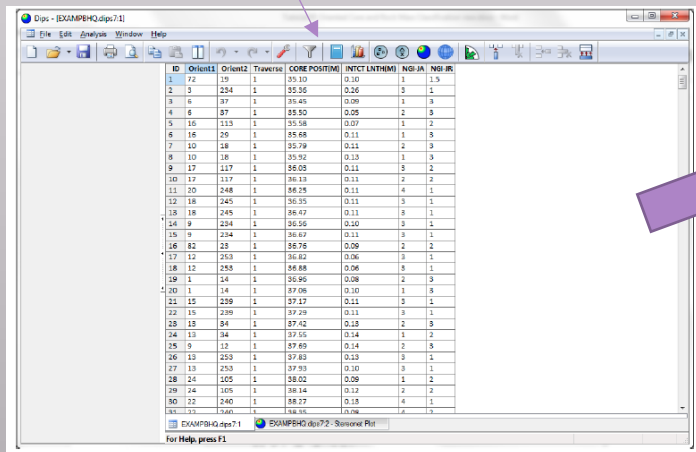 Dips - [EXAMPBHQ.dips7:1]
File Edit Analysis Window Help
ID Orient1 Orient2 Traverse CORE POSIT(M) INTCT LNTH(M) NGI-JA NGI-JR
1 72 19 1 35.10 0.10 1 1.5
2 3 234 1 35.36 0.26 3 1
3 6 37 1 35.45 0.09 1 3
4 6 37 1 35.50 0.05 2 3
5 16 113 1 35.58 0.07 1 2
6 16 29 1 35.68 0.11 1 3
7 10 18 1 35.79 0.11 2 3
8 10 18 1 35.92 0.13 1 3
9 17 117 1 36.03 0.11 3 2
10 17 117 1 36.13 0.11 2 2
11 20 248 1 36.25 0.11 4 1
12 18 245 1 36.35 0.11 3 1
13 18 245 1 36.47 0.11 3 1
14 9 234 1 36.56 0.10 3 1
15 9 234 1 36.67 0.11 3 1
16 82 23 1 36.76 0.09 2 2
17 12 253 1 36.82 0.06 3 1
18 12 253 1 36.88 0.06 3 1
19 1 14 1 36.96 0.08 2 3
20 1 14 1 37.06 0.10 1 3
21 15 239 1 37.17 0.11 3 1
22 15 239 1 37.29 0.11 3 1
23 13 34 1 37.42 0.13 2 3
24 13 34 1 37.55 0.14 1 2
25 9 12 1 37.69 0.14 2 3
26 13 253 1 37.83 0.13 3 1
27 13 253 1 37.93 0.10 3 1
28 24 105 1 38.02 0.09 1 2
29 24 105 1 38.14 0.12 2 2
30 22 240 1 38.27 0.13 4 1
EXAMPBHQ.dips7:1 EXAMPBHQ.dips7:2 - Stereonet Plot
For Help, press F1